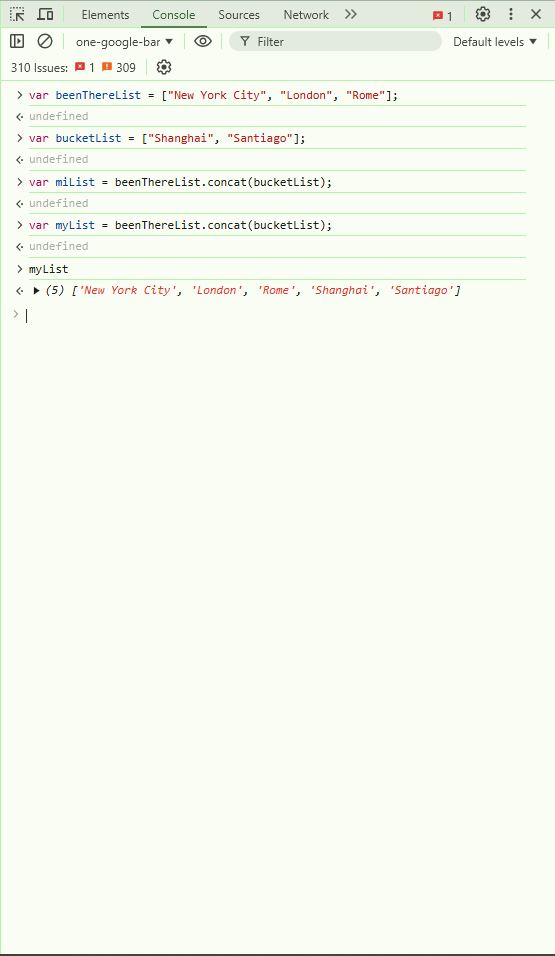 Elements Console Sources Network 1
one-google-bar Filter Default levels
310 Issues: 1 309
> var beenThereList = ["New York City", "London", "Rome"];
undefined
> var bucketList = ["Shanghai", "Santiago"];
undefined
> var miList = beenThereList.concat(bucketList);
undefined
> var myList = beenThereList.concat(bucketList);
undefined
> myList
(5) ['New York City', 'London', 'Rome', 'Shanghai', 'Santiago']
>